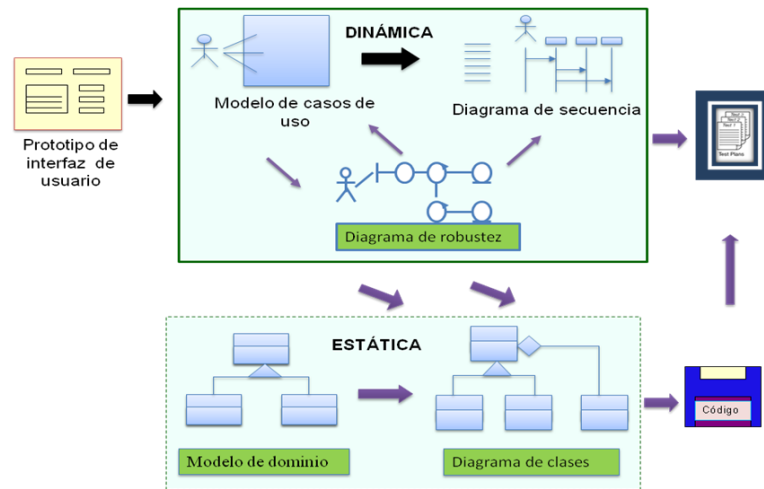 DINÁMICA
Modelo de casos de
uso
Diagrama de secuencia
Prototipo de
interfaz de
usuario
Diagrama de robustez
Test Plans
ESTÁTICA
Modelo de dominio
Diagrama de clases
Código